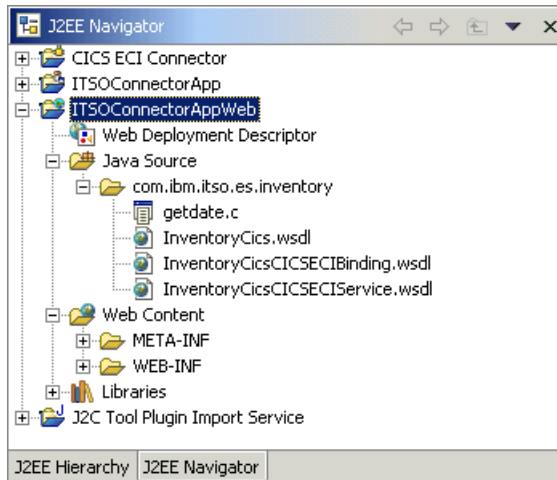 J2EE Navigator
CICS ECI Connector
ITSOConnectorApp
ITSOConnectorAppWeb
Web Deployment Descriptor
Java Source
com.ibm.itso.es.inventory
getdate.c
InventoryCics.wsdl
InventoryCicsCICSECIBinding.wsdl
InventoryCicsCICSECIService.wsdl
Web Content
META-INF
WEB-INF
Libraries
J2C Tool Plugin Import Service
J2EE Hierarchy J2EE Navigator